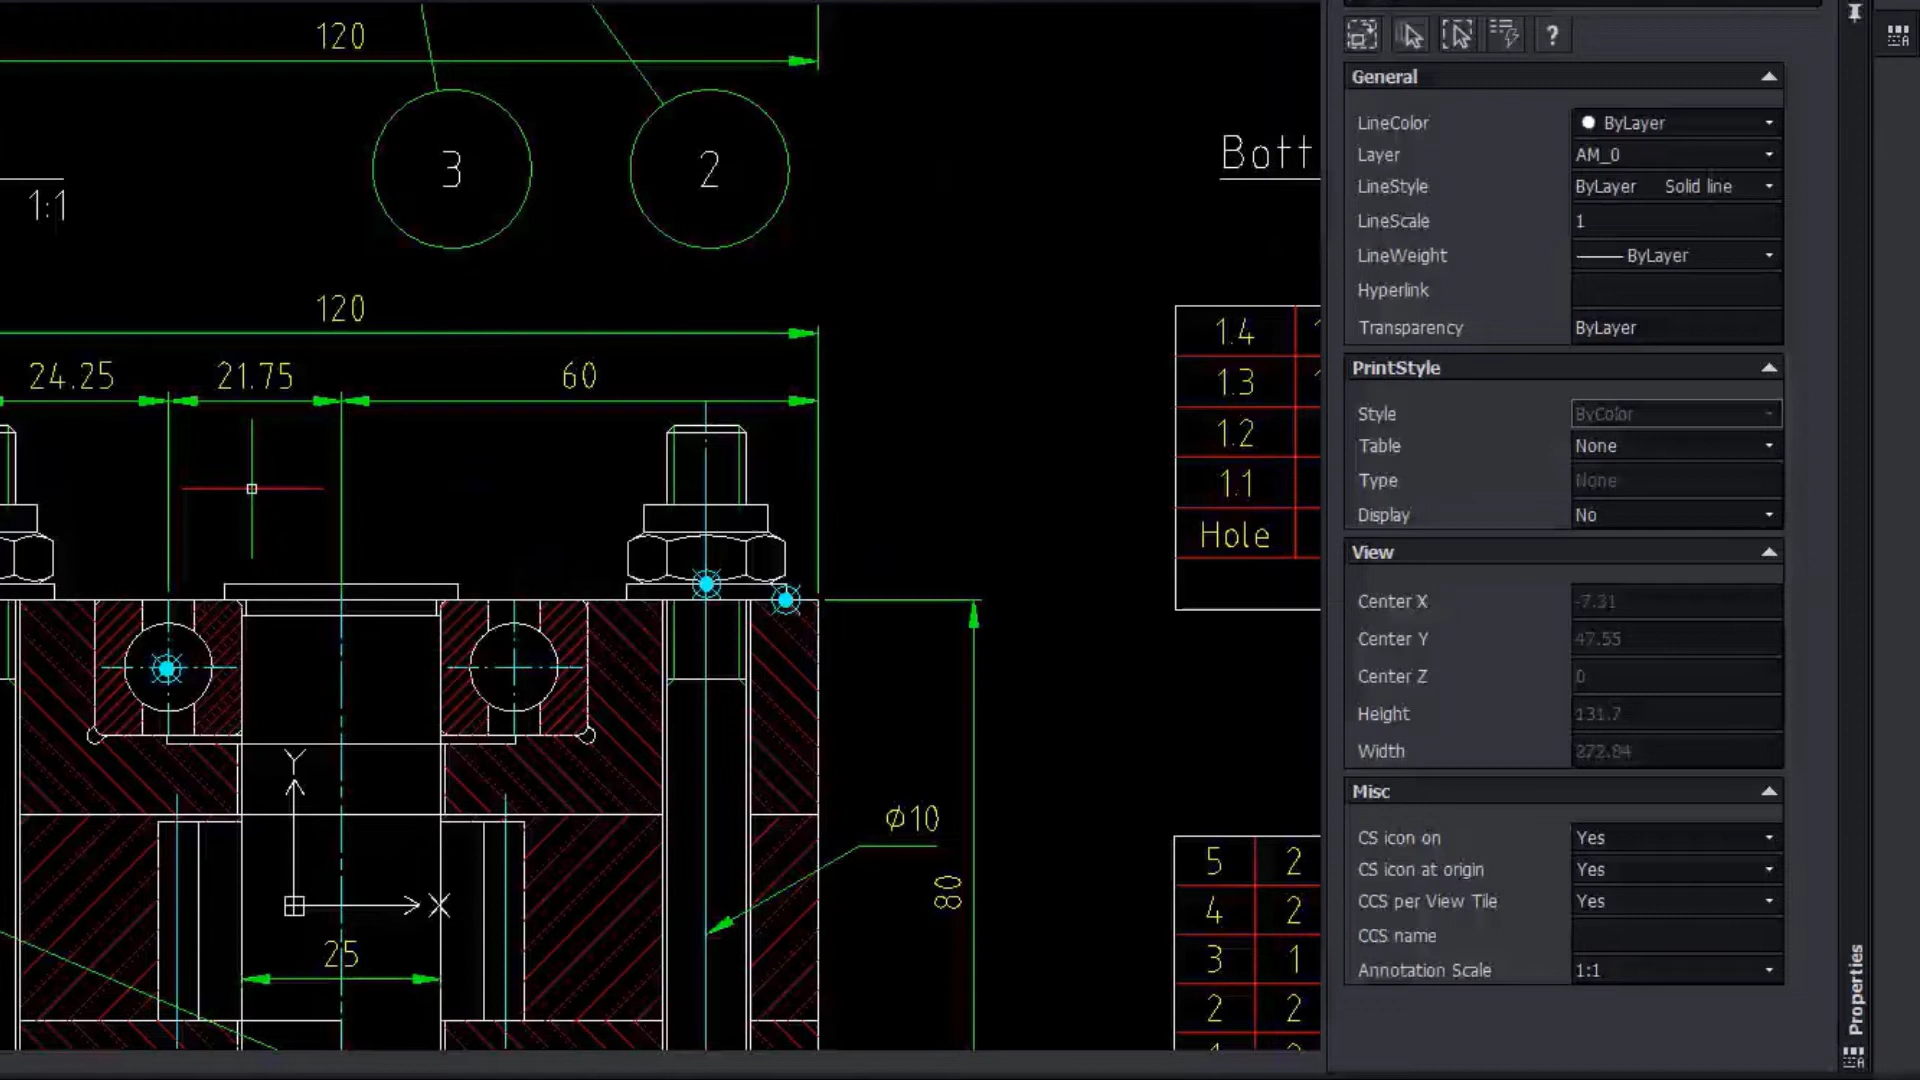 120
3
2
1:1
Bott
120
24.25
21.75
60
1.4
1.3
1.2
1.1
Hole
Y
X
25
ø10
80
5 2
4 2
3 1
2 2
?
General
LineColor ByLayer
Layer AM_0
LineStyle ByLayer Solid line
LineScale 1
LineWeight ByLayer
Hyperlink
Transparency ByLayer
PrintStyle
Style ByColor
Table None
Type None
Display No
View
Center X -7.31
Center Y 47.55
Center Z 0
Height 131.7
Width 272.84
Misc
CS icon on Yes
CS icon at origin Yes
CCS per View Tile Yes
CCS name
Annotation Scale 1:1
Properties